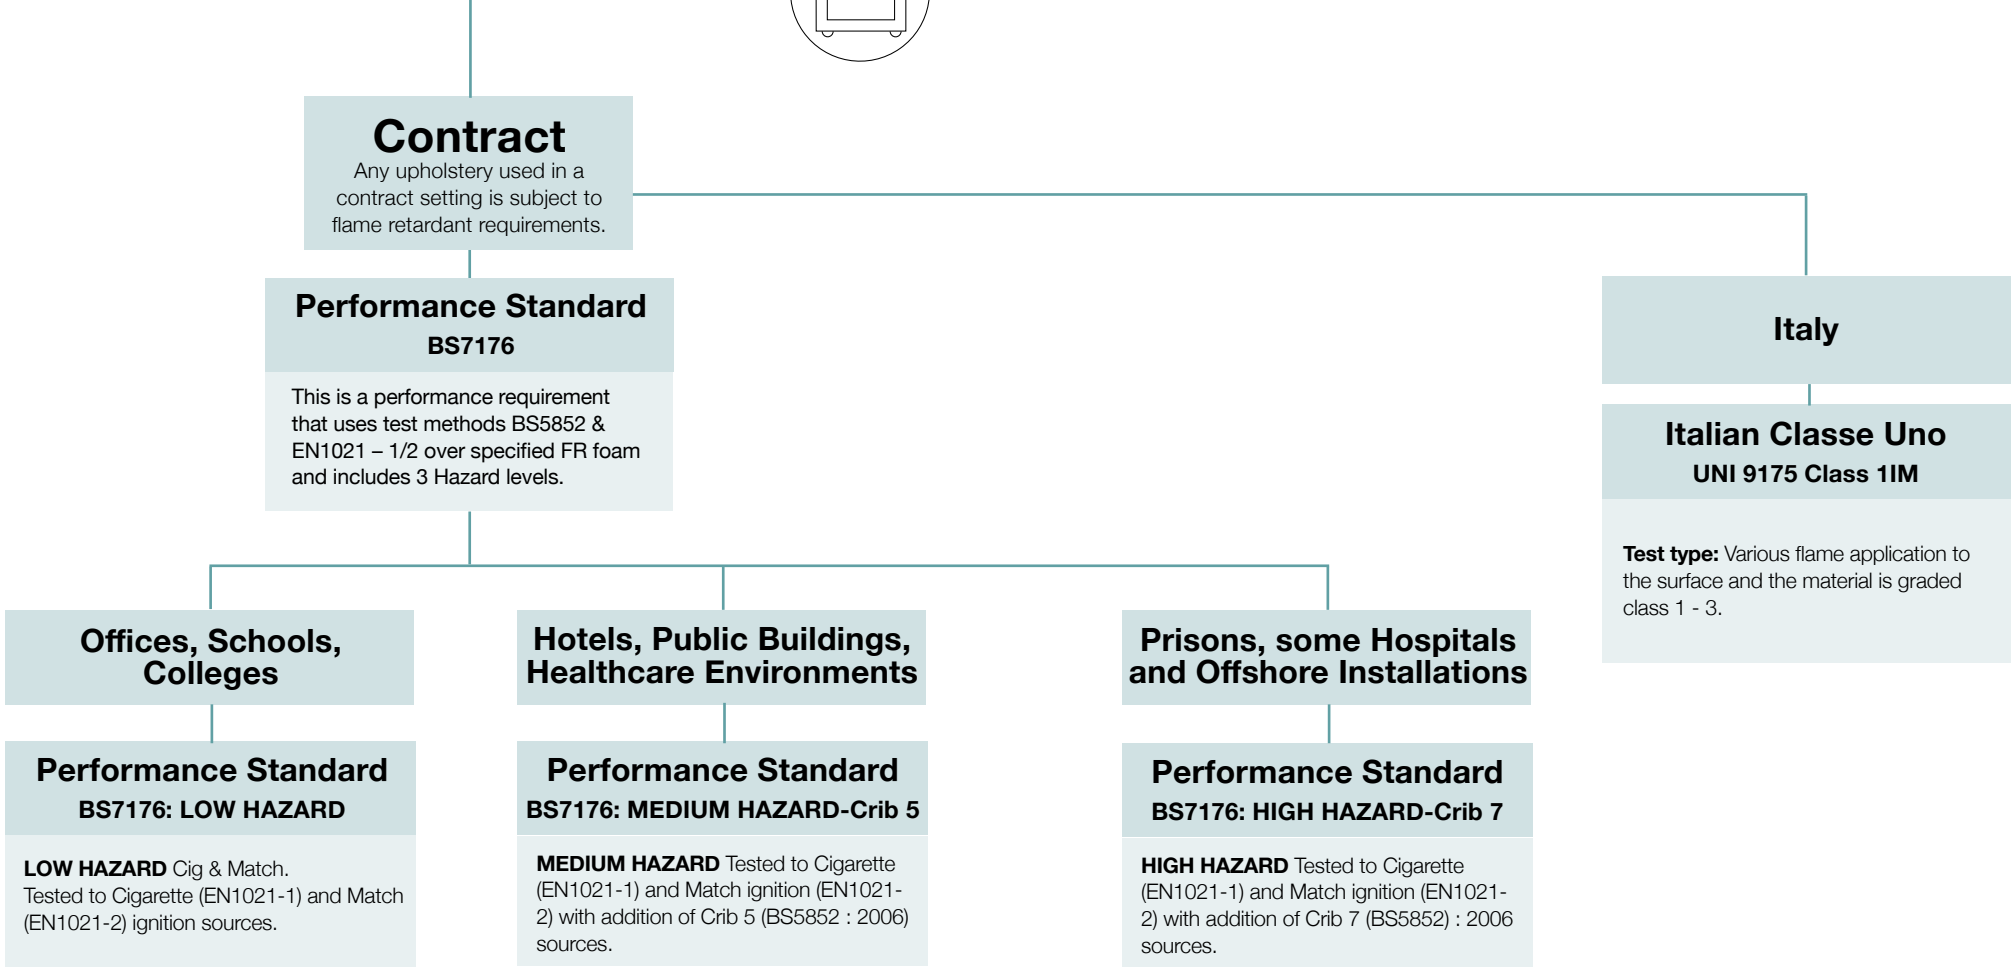 Contract
Any upholstery used in a
contract setting is subject to
flame retardant requirements.
Performance Standard
BS7176
This is a performance requirement
that uses test methods BS5852 &
EN1021 – 1/2 over specified FR foam
and includes 3 Hazard levels.
Italy
Italian Classe Uno
UNI 9175 Class 1IM
Test type: Various flame application to
the surface and the material is graded
class 1 - 3.
Offices, Schools,
Colleges
Performance Standard
BS7176: LOW HAZARD
LOW HAZARD Cig & Match.
Tested to Cigarette (EN1021-1) and Match
(EN1021-2) ignition sources.
Hotels, Public Buildings,
Healthcare Environments
Performance Standard
BS7176: MEDIUM HAZARD-Crib 5
MEDIUM HAZARD Tested to Cigarette
(EN1021-1) and Match ignition (EN1021-
2) with addition of Crib 5 (BS5852 : 2006)
sources.
Prisons, some Hospitals
and Offshore Installations
Performance Standard
BS7176: HIGH HAZARD-Crib 7
HIGH HAZARD Tested to Cigarette
(EN1021-1) and Match ignition (EN1021-
2) with addition of Crib 7 (BS5852) : 2006
sources.